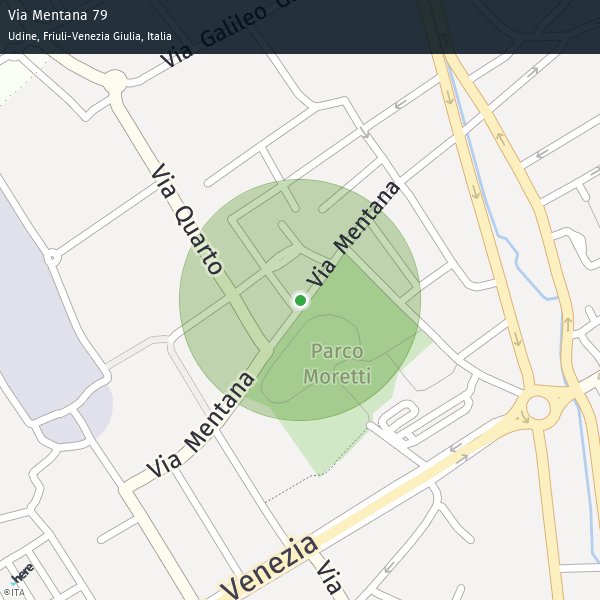 Via Mentana 79
Udine, Friuli-Venezia Giulia, Italia
Via Galileo
Via Quarto
Via Mentana
Parco
Moretti
Via Mentana
Venezia
Via
here
©ITA